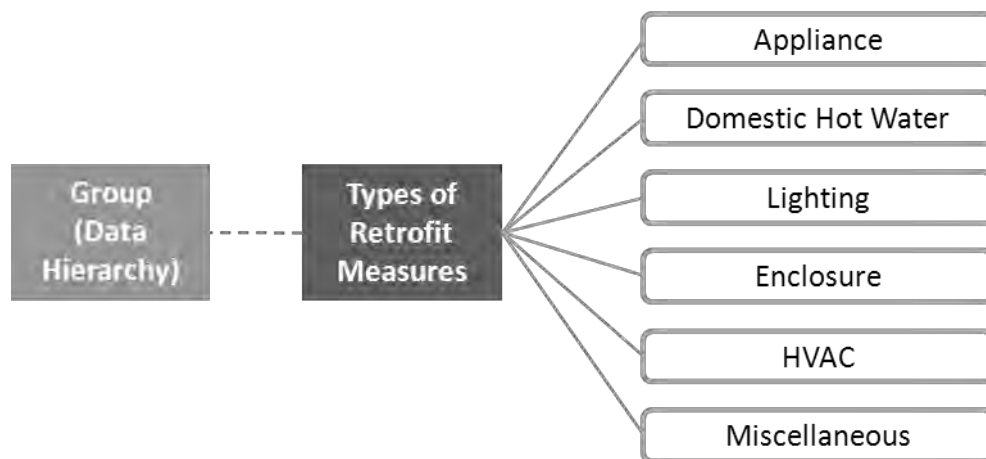 Group
(Data
Hierarchy)
Types of
Retrofit
Measures
Appliance
Domestic Hot Water
Lighting
Enclosure
HVAC
Miscellaneous